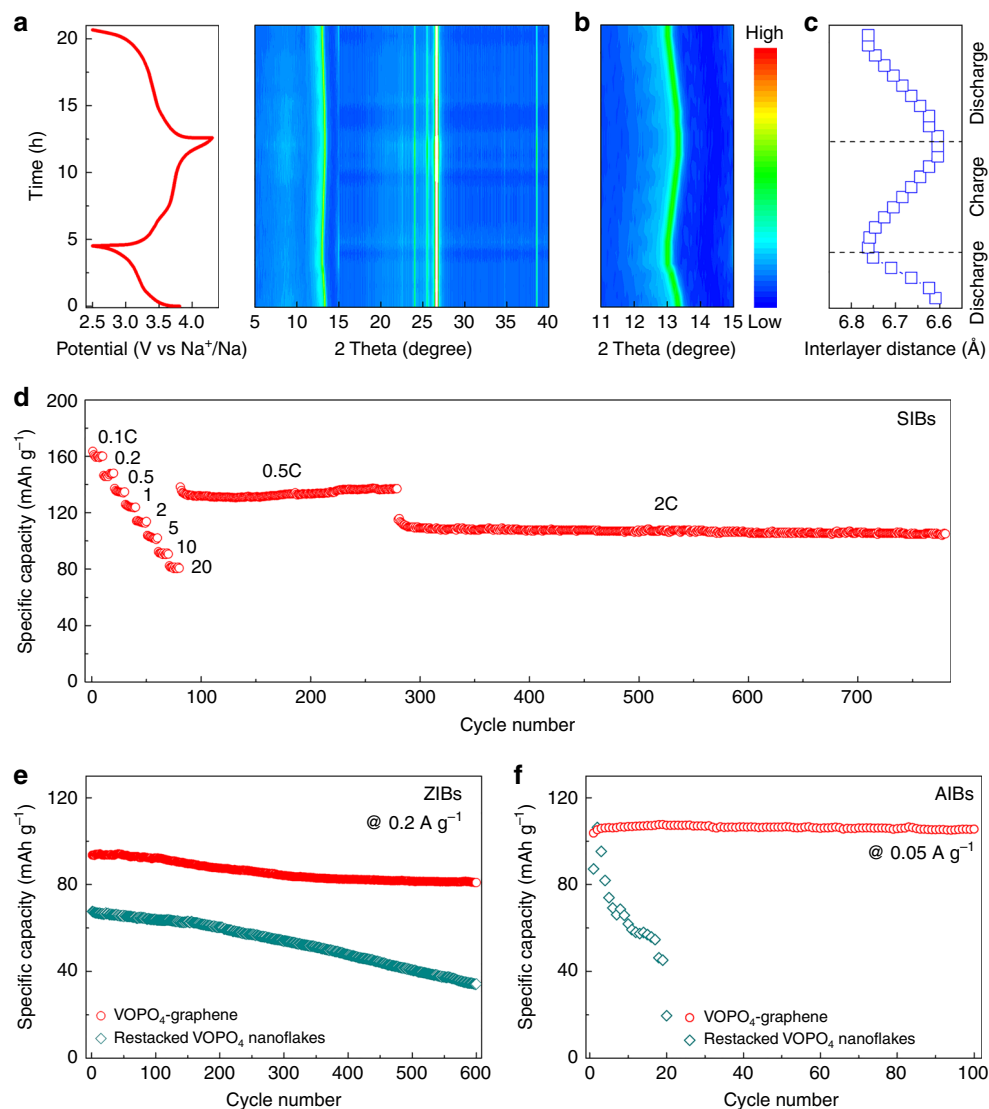 a
20
15
10
5
0
Time (h)
2.5 3.0 4.0
Potential (V vs Na⁺/Na)
5 10 15 20 25 30 35 40
2 Theta (degree)
b
High
Low
11 12 13 14 15
2 Theta (degree)
c
Discharge
Charge
Discharge
6.8 6.7 6.6
Interlayer distance (Å)
d
SIBs
200
160
120
80
40
0
Specific capacity (mAh g⁻¹)
0.1C
0.2
0.5
1
2
5
10
20
0.5C
2C
0 100 200 300 400 500 600 700
Cycle number
e
ZIBs
@ 0.2 A g⁻¹
120
80
40
0
Specific capacity (mAh g⁻¹)
VOPO₄-graphene
Restacked VOPO₄ nanoflakes
0 100 200 300 400 500 600
Cycle number
f
AIBs
@ 0.05 A g⁻¹
120
80
40
0
Specific capacity (mAh g⁻¹)
VOPO₄-graphene
Restacked VOPO₄ nanoflakes
0 20 40 60 80 100
Cycle number